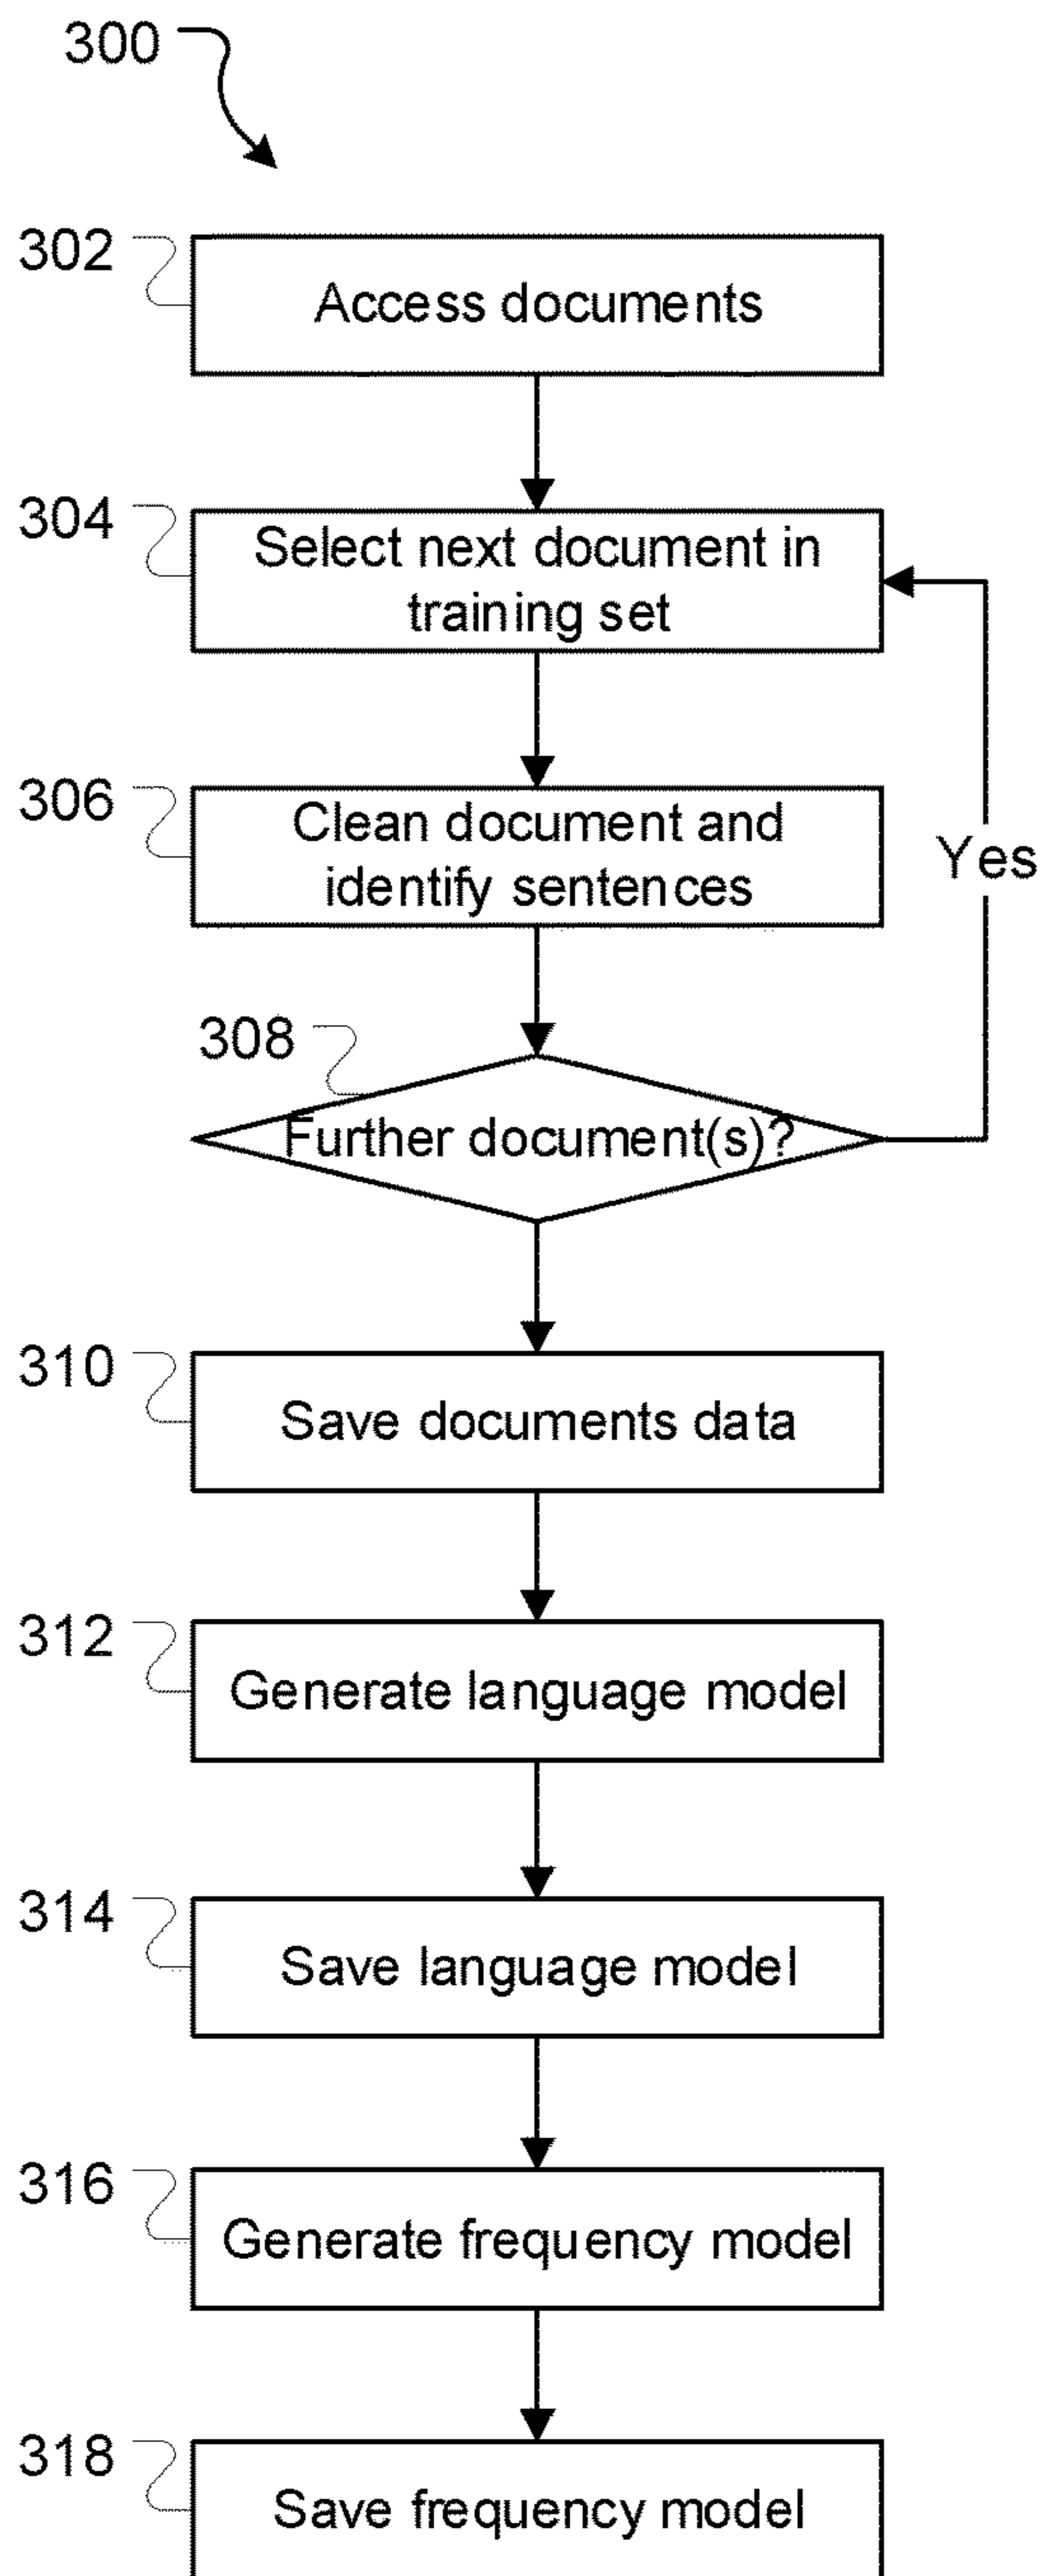 300
302
Access documents
304
Select next document in
training set
306
Clean document and
identify sentences
Yes
308
Further document(s)?
310
Save documents data
312
Generate language model
314
Save language model
316
Generate frequency model
318
Save frequency model